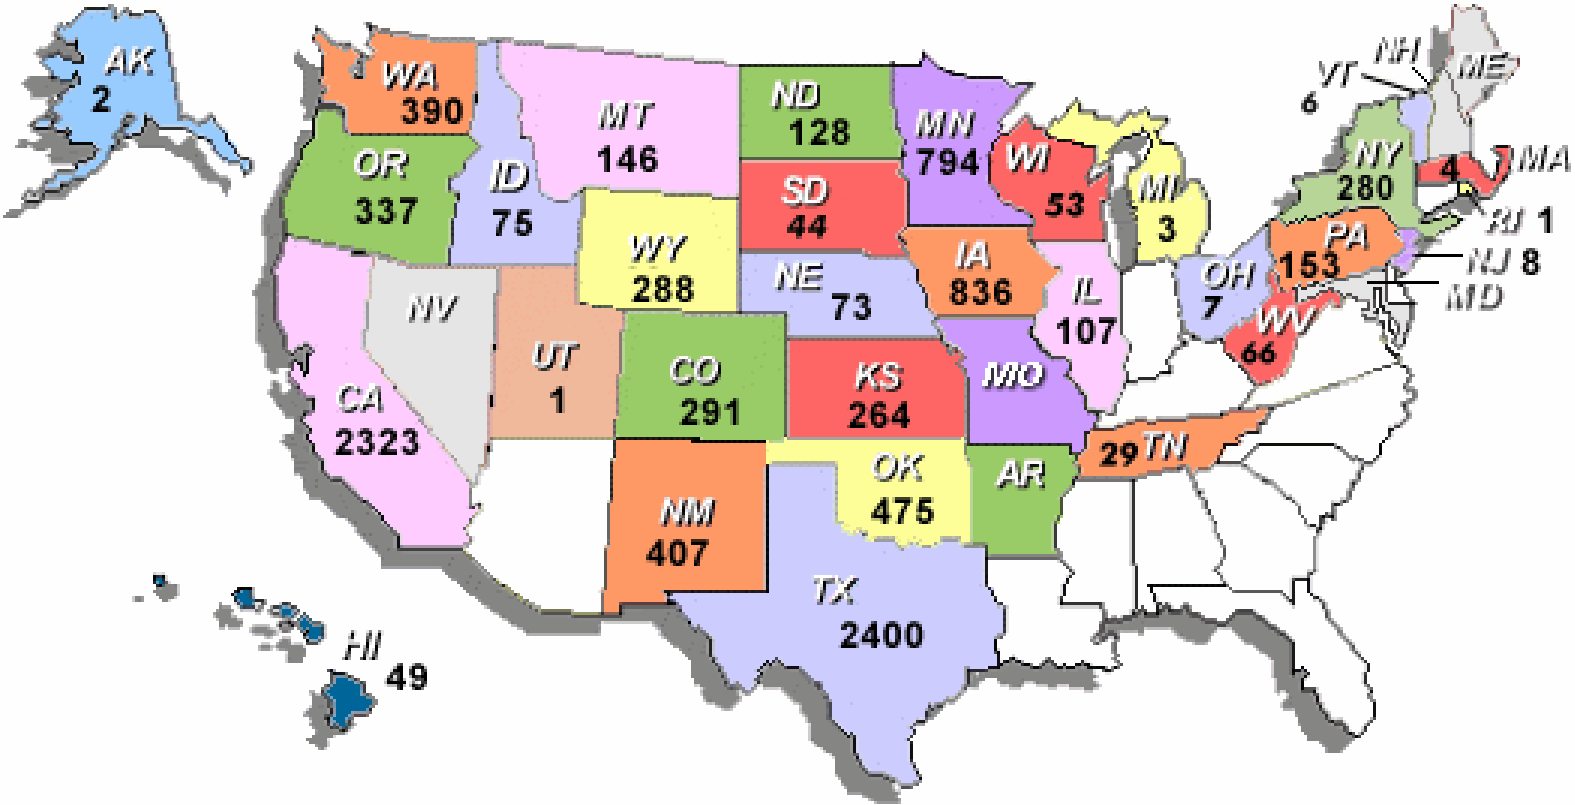 AK
2
WA
390
OR
337
ID
75
MT
146
ND
128
MN
794
SD
44
WI
53
MI
3
WY
288
NE
73
IA
836
IL
107
OH
7
PA
153
WV
66
NY
280
VT
6
NH
ME
4
MA
RI 1
NJ 8
MD
NV
UT
1
CO
291
KS
264
MO
CA
2323
NM
407
OK
475
AR
29 TN
TX
2400
HI
49